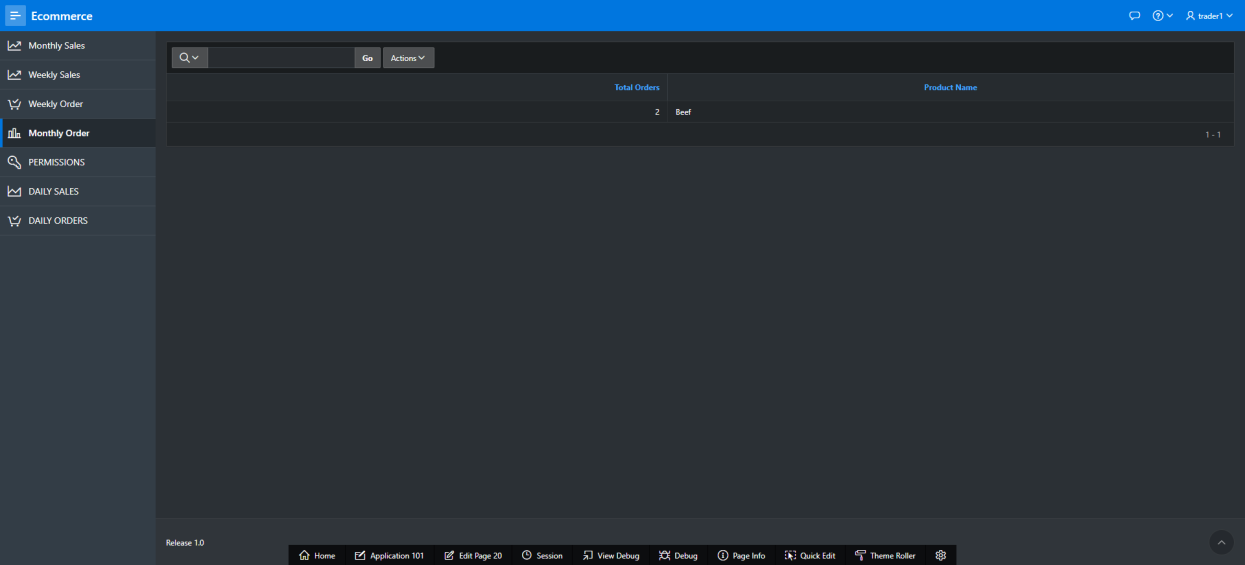 Ecommerce
trader1
Monthly Sales
Weekly Sales
Weekly Order
Monthly Order
PERMISSIONS
DAILY SALES
DAILY ORDERS
Go
Actions
Total Orders
Product Name
2
Beef
1 - 1
Release 1.0
Home
Application 101
Edit Page 20
Session
View Debug
Debug
Page Info
Quick Edit
Theme Roller